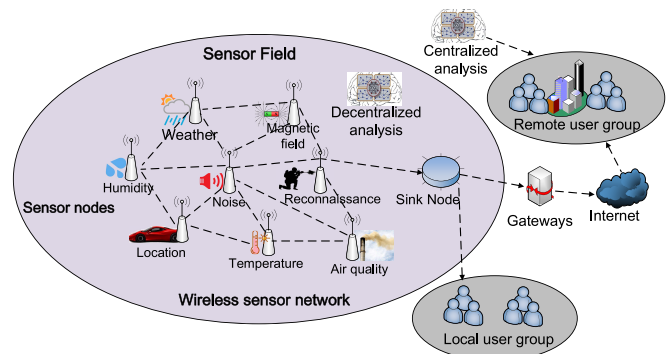 Sensor Field
Centralized
analysis
Decentralized
analysis
Weather
Magnetic
field
Remote user group
Humidity
Noise
Reconnaissance
Sink Node
Sensor nodes
Gateways
Internet
Location
Temperature
Air quality
Wireless sensor network
Local user group